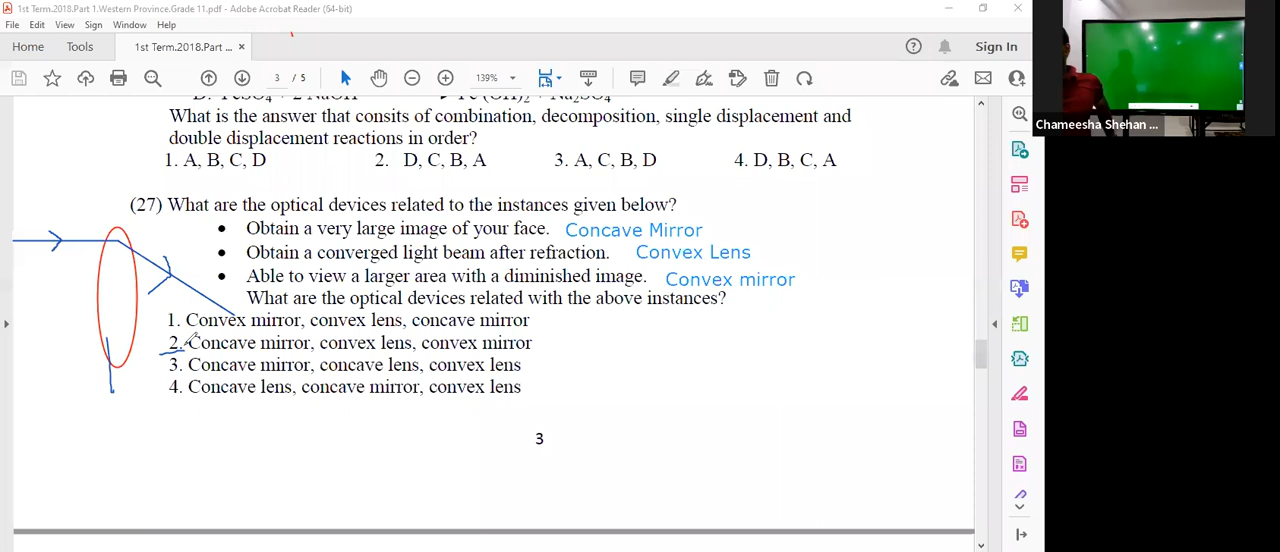 1st Term.2018.Part 1.Western Province.Grade 11.pdf - Adobe Acrobat Reader (64-bit)
File Edit View Sign Window Help
Home Tools 1st Term.2018.Part ... × Sign In
3 / 5 139%
D. FeSO4 + 2 NaOH Fe (OH)2 + Na2SO4
What is the answer that consits of combination, decomposition, single displacement and
double displacement reactions in order?
1. A, B, C, D 2. D, C, B, A 3. A, C, B, D 4. D, B, C, A
(27) What are the optical devices related to the instances given below?
• Obtain a very large image of your face. Concave Mirror
• Obtain a converged light beam after refraction. Convex Lens
• Able to view a larger area with a diminished image. Convex mirror
What are the optical devices related with the above instances?
1. Convex mirror, convex lens, concave mirror
2. Concave mirror, convex lens, convex mirror
3. Concave mirror, concave lens, convex lens
4. Concave lens, concave mirror, convex lens
3
Chameesha Shehan ...